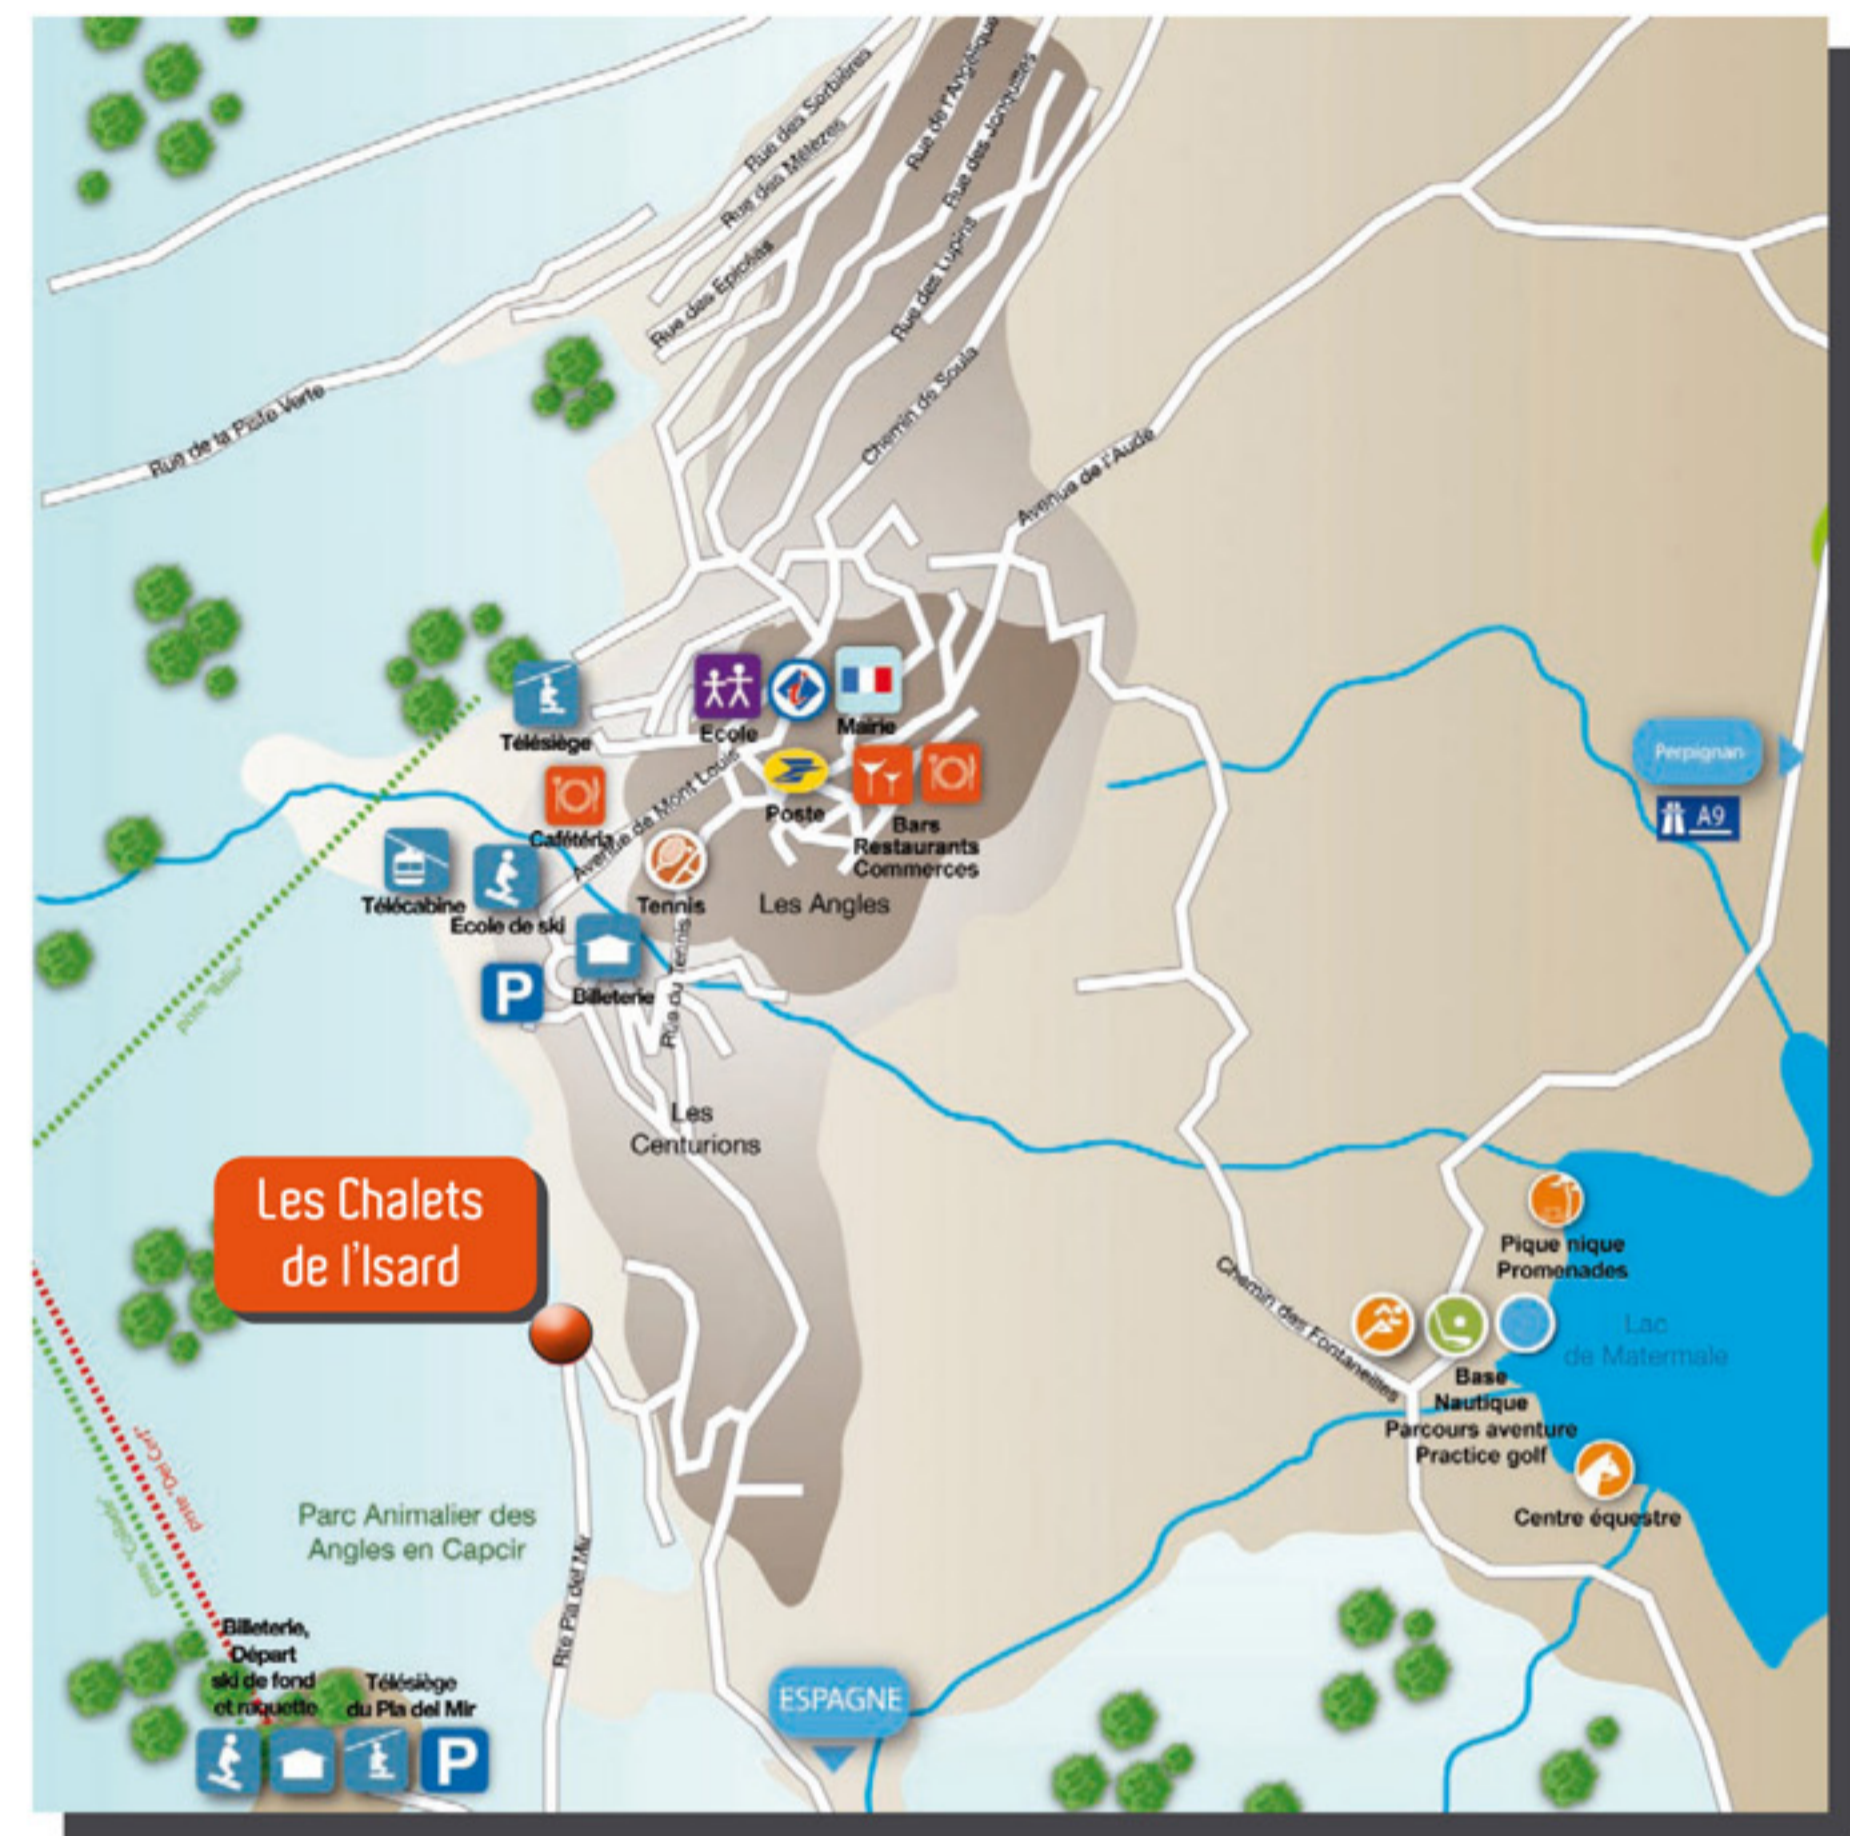 Rue des Sorbières
Rue des Mélèzes
Rue de l'Angélique
Rue des Jonquilles
Rue des Epicéas
Rue des Lupins
Rue de la Piste Verte
Chemin de Soula
Avenue de l'Aude
Télésiège
Ecole
Mairie
Perpignan
A9
Poste
Bars
Restaurants
Commerces
Cafétéria
Avenue de Mont Louis
Télécabine
Ecole de ski
Tennis
Les Angles
P
Billeterie
Rue du Tennis
Les
Centurions
Les Chalets
de l'Isard
Pique nique
Promenades
Chemin des Fontaneilles
Lac
de Matemale
Base
Nautique
Parcours aventure
Practice golf
Centre équestre
piste "Del Cerf"
Parc Animalier des
Angles en Capcir
Rte Pla del Mir
Billeterie,
Départ
ski de fond
et raquette
Télésiège
du Pla del Mir
P
ESPAGNE